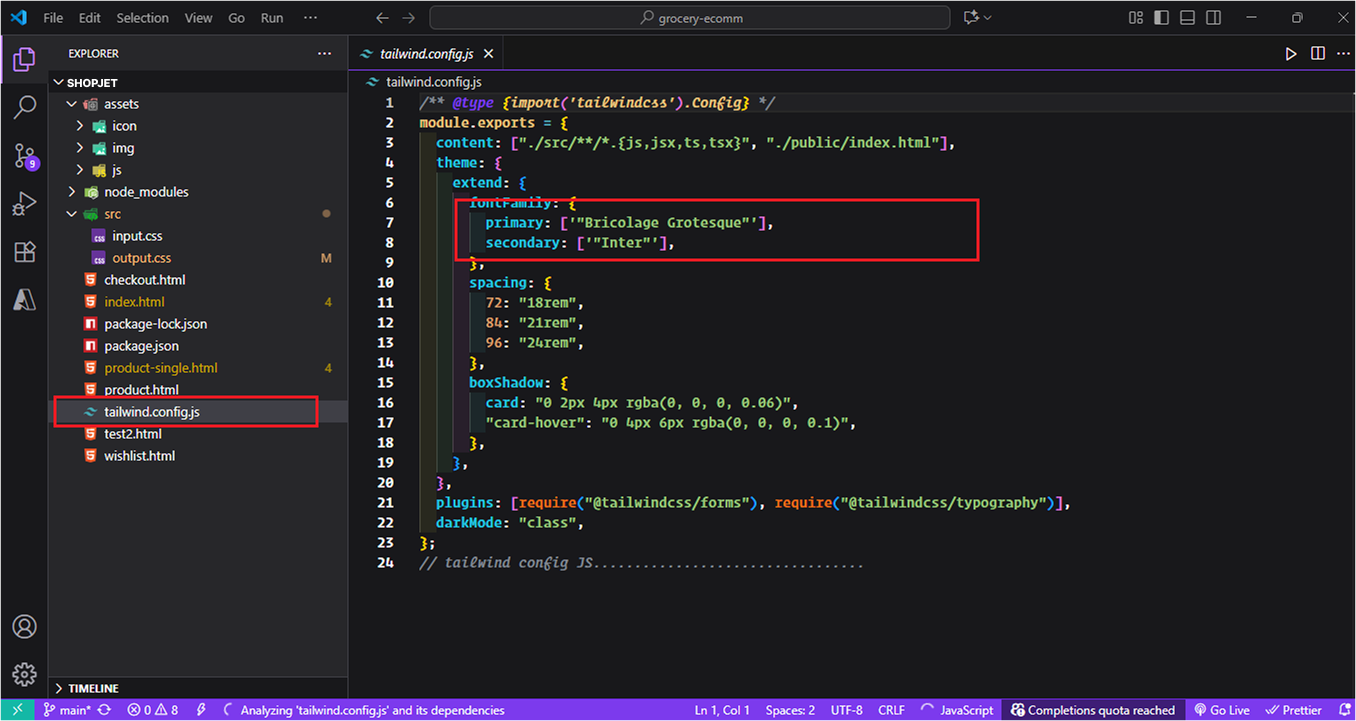 File Edit Selection View Go Run ··· grocery-ecomm
EXPLORER ···
SHOPJET
assets
icon
img
js
node_modules
src
input.css
output.css M
checkout.html
index.html 4
package-lock.json
package.json
product-single.html 4
product.html
tailwind.config.js
test2.html
wishlist.html
TIMELINE
9
tailwind.config.js
tailwind.config.js
1 /** @type {import('tailwindcss').Config} */
2 module.exports = {
3 content: ["./src/**/*.{js,jsx,ts,tsx}", "./public/index.html"],
4 theme: {
5 extend: {
6 fontFamily: {
7 primary: ['"Bricolage Grotesque"'],
8 secondary: ['"Inter"'],
9 },
10 spacing: {
11 72: "18rem",
12 84: "21rem",
13 96: "24rem",
14 },
15 boxShadow: {
16 card: "0 2px 4px rgba(0, 0, 0, 0.06)",
17 "card-hover": "0 4px 6px rgba(0, 0, 0, 0.1)",
18 },
19 },
20 },
21 plugins: [require("@tailwindcss/forms"), require("@tailwindcss/typography")],
22 darkMode: "class",
23 };
24 // tailwind config JS.................................
main* 0 8 Analyzing 'tailwind.config.js' and its dependencies Ln 1, Col 1 Spaces: 2 UTF-8 CRLF JavaScript Completions quota reached Go Live Prettier